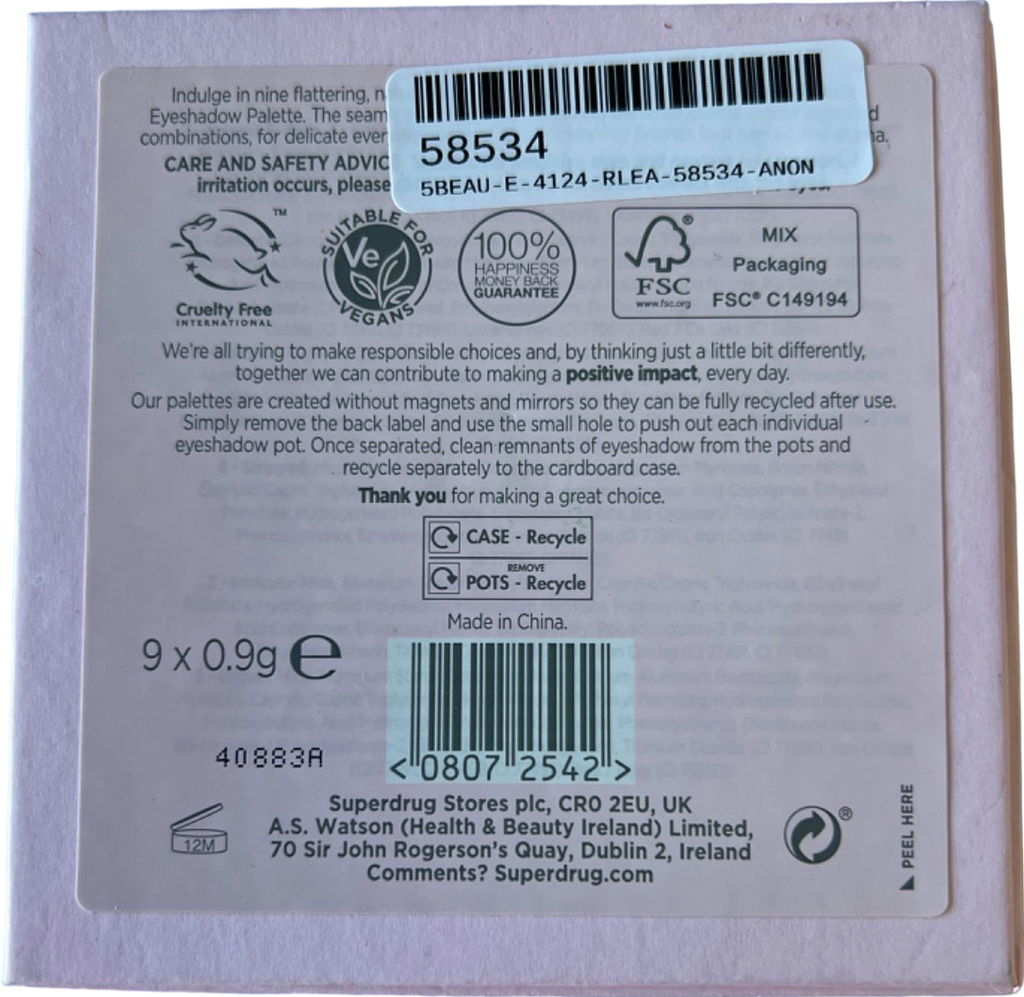 58534
5BEAU-E-4124-RLEA-58534-ANON
Indulge in nine flattering,
Eyeshadow Palette. The
combinations, for delicate
CARE AND SAFETY
irritation occurs, please
Cruelty Free ™
INTERNATIONAL
SUITABLE FOR
Ve
VEGANS
100%
HAPPINESS
MONEY BACK
GUARANTEE
®
FSC
www.fsc.org
MIX
Packaging
FSC® C149194
We're all trying to make responsible choices and, by thinking just a little bit differently,
together we can contribute to making a positive impact, every day.
Our palettes are created without magnets and mirrors so they can be fully recycled after use.
Simply remove the back label and use the small hole to push out each individual
eyeshadow pot. Once separated, clean remnants of eyeshadow from the pots and
recycle separately to the cardboard case.
Thank you for making a great choice.
CASE - Recycle
REMOVE
POTS - Recycle
Made in China.
9 x 0.9g e
40883A
< 0807 2542 >
Superdrug Stores plc, CR0 2EU, UK
A.S. Watson (Health & Beauty Ireland) Limited,
70 Sir John Rogerson's Quay, Dublin 2, Ireland
Comments? Superdrug.com
12M
®
PEEL HERE